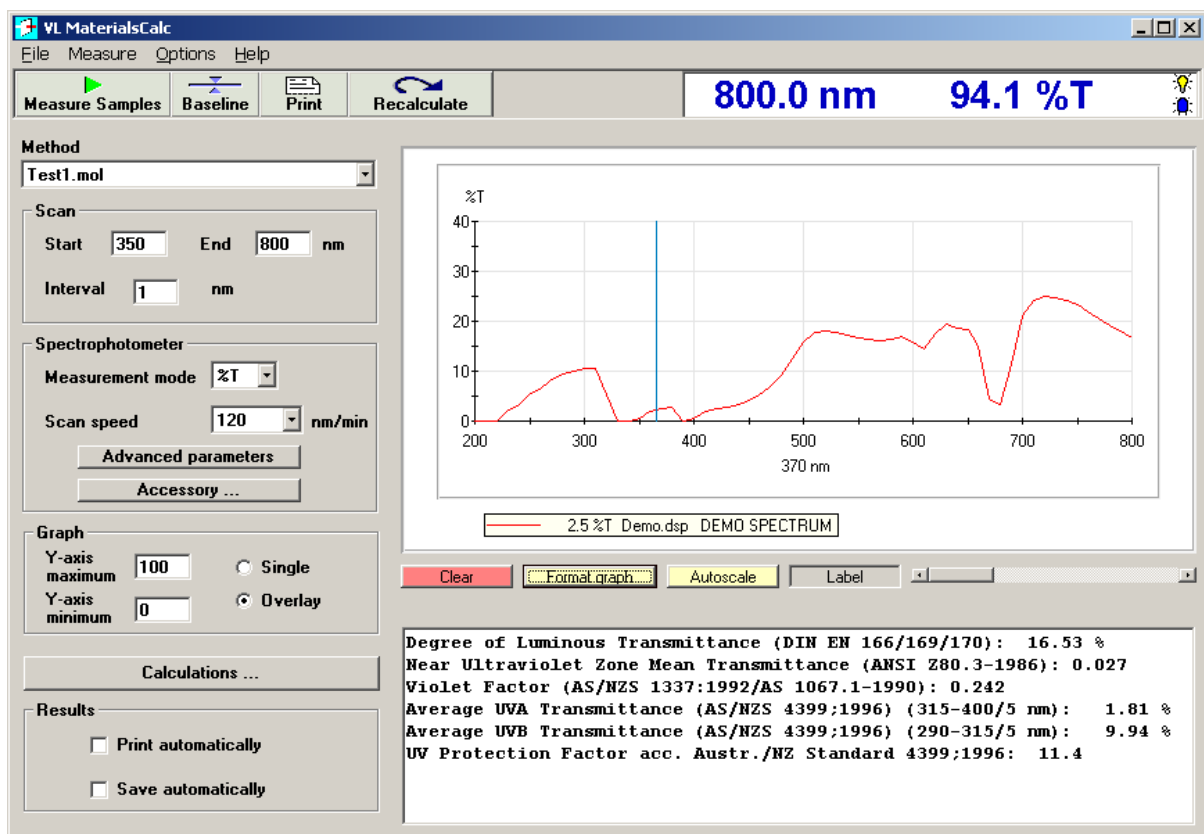 VL MaterialsCalc
File Measure Options Help
Measure Samples Baseline Print Recalculate 800.0 nm 94.1 %T
Method
Test1.mol
Scan
Start 350 End 800 nm
Interval 1 nm
Spectrophotometer
Measurement mode %T
Scan speed 120 nm/min
Advanced parameters
Accessory ...
Graph
Y-axis maximum 100 Single
Y-axis minimum 0 Overlay
Calculations ...
Results
Print automatically
Save automatically
%T
40
30
20
10
0
200 300 400 500 600 700 800
370 nm
2.5 %T Demo.dsp DEMO SPECTRUM
Clear Format graph Autoscale Label
Degree of Luminous Transmittance (DIN EN 166/169/170): 16.53 %
Near Ultraviolet Zone Mean Transmittance (ANSI Z80.3-1986): 0.027
Violet Factor (AS/NZS 1337:1992/AS 1067.1-1990): 0.242
Average UVA Transmittance (AS/NZS 4399;1996) (315-400/5 nm): 1.81 %
Average UVB Transmittance (AS/NZS 4399;1996) (290-315/5 nm): 9.94 %
UV Protection Factor acc. Austr./NZ Standard 4399;1996: 11.4